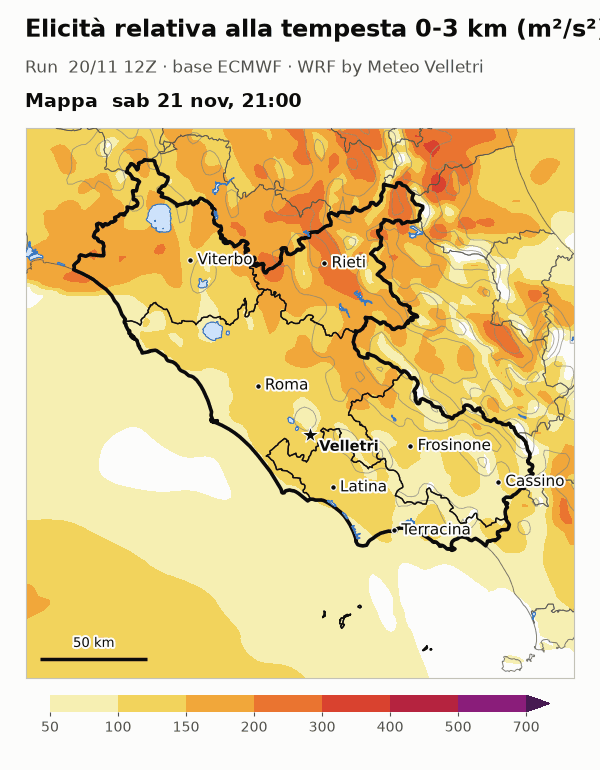 Elicità relativa alla tempesta 0-3 km (m²/s²)
Run 20/11 12Z · base ECMWF · WRF by Meteo Velletri
Mappa sab 21 nov, 21:00
Viterbo
Rieti
Roma
Velletri
Frosinone
Cassino
Latina
Terracina
50 km
50 100 150 200 300 400 500 700